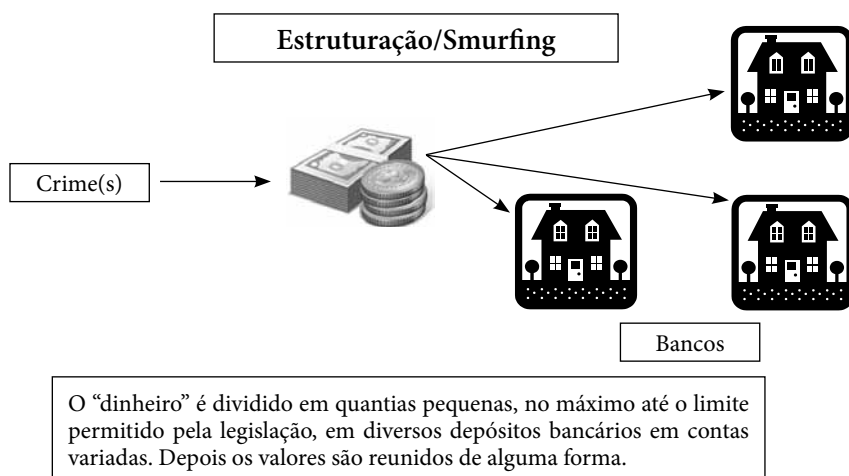 Estruturação/Smurfing
Crime(s)
Bancos
O “dinheiro” é dividido em quantias pequenas, no máximo até o limite
permitido pela legislação, em diversos depósitos bancários em contas
variadas. Depois os valores são reunidos de alguma forma.